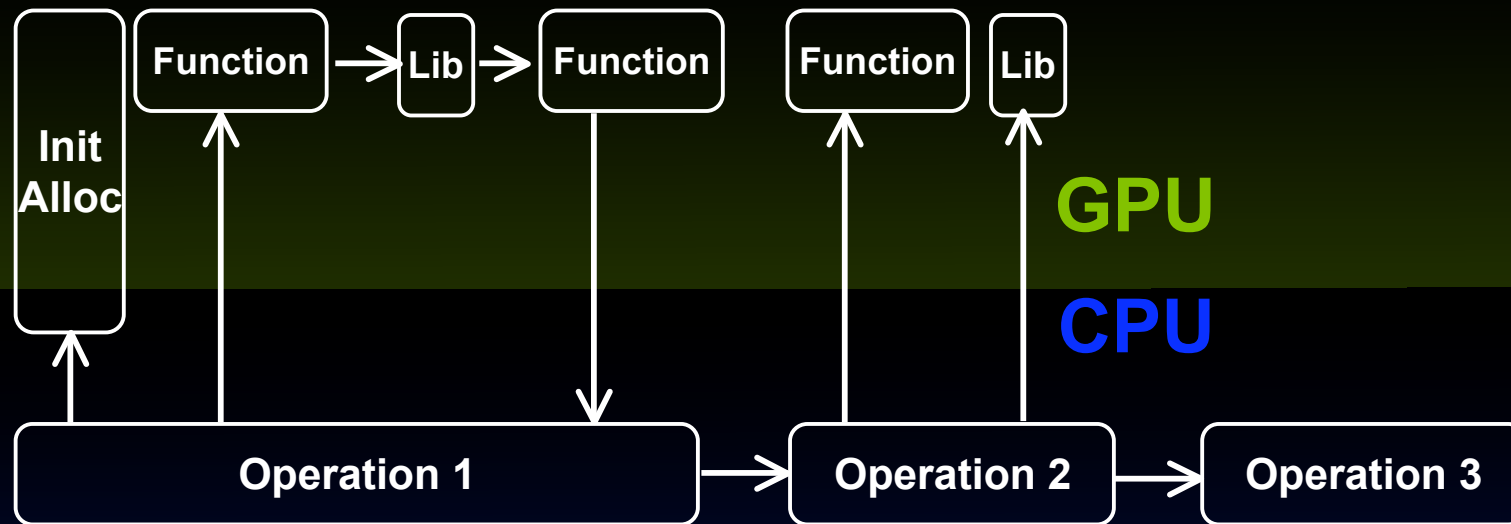 Function
Lib
Function
Function
Lib
Init
Alloc
GPU
CPU
Operation 1
Operation 2
Operation 3